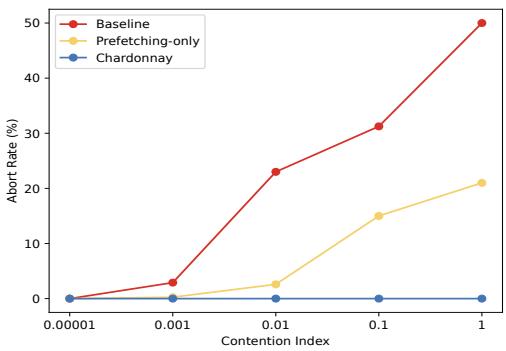 Baseline
Prefetching-only
Chardonnay
Abort Rate (%)
50
40
30
20
10
0
0.00001 0.001 0.01 0.1 1
Contention Index